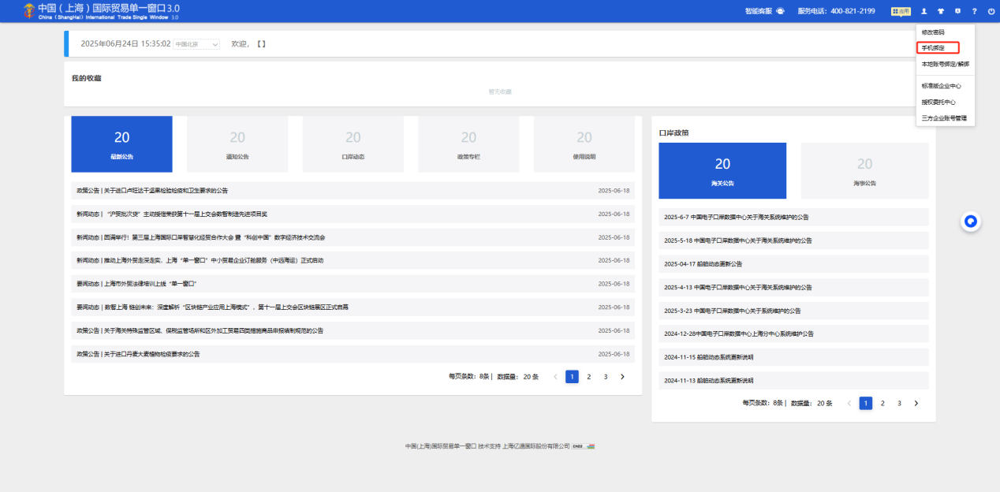 中国（上海）国际贸易单一窗口3.0
China (ShangHai) International Trade Single Window 3.0
智能客服 服务电话：400-821-2199 应用
修改密码
手机绑定
本地账号绑定/解绑
标准版企业中心
授权委托中心
三方企业账号管理
2025年06月24日 15:35:02 中国北京 欢迎，【 】
我的收藏
暂无收藏
20
最新公告
20
通知公告
20
口岸动态
20
政策专栏
20
使用说明
政策公告 | 关于进口卢旺达干坚果检验检疫和卫生要求的公告 2025-06-18
新闻动态 | “沪贸批次贷”主动授信荣获第十一届上交会数智制造先进项目奖 2025-06-18
新闻动态 | 圆满举行！第三届上海国际口岸智慧化经贸合作大会 暨“科创中国”数字经济技术交流会 2025-06-18
新闻动态 | 推动上海外贸走深走实，上海“单一窗口”中小贸易企业订舱服务（中远海运）正式启动 2025-06-18
要闻动态 | 上海市外贸法律培训上线“单一窗口” 2025-06-18
要闻动态 | 数智上海 链创未来：深度解析“区块链产业应用上海模式”，第十一届上交会区块链展区正式启幕 2025-06-18
政策公告 | 关于海关特殊监管区域、保税监管场所和区外加工贸易四类措施商品申报填制规范的公告 2025-06-18
政策公告 | 关于进口丹麦大麦植物检疫要求的公告 2025-06-18
每页条数：8条 | 数据量： 20 条 1 2 3
口岸政策
20
海关公告
20
海事公告
2025-6-7 中国电子口岸数据中心关于海关系统维护的公告
2025-5-18 中国电子口岸数据中心关于海关系统维护的公告
2025-04-17 船舶动态更新公告
2025-4-13 中国电子口岸数据中心关于海关系统维护的公告
2025-3-23 中国电子口岸数据中心关于系统维护的公告
2024-12-28中国电子口岸数据中心上海分中心系统维护公告
2024-11-15 船舶动态系统更新说明
2024-11-13 船舶动态系统更新说明
每页条数：8条 | 数据量： 20 条 1 2 3
中国(上海)国际贸易单一窗口 技术支持 上海亿通国际股份有限公司